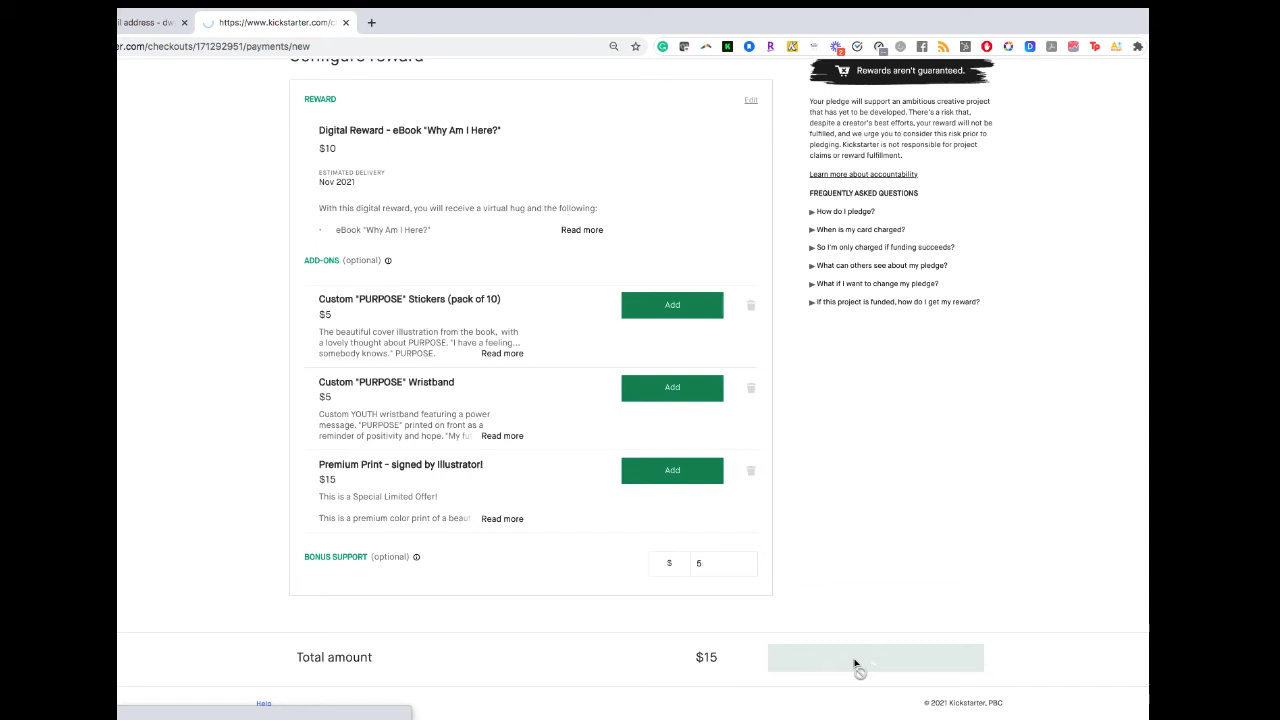 il address - dw
https://www.kickstarter.com/c
er.com/checkouts/171292951/payments/new
Configure reward
REWARD
Edit
Digital Reward - eBook "Why Am I Here?"
$10
ESTIMATED DELIVERY
Nov 2021
With this digital reward, you will receive a virtual hug and the following:
· eBook "Why Am I Here?"
Read more
ADD-ONS (optional)
Custom "PURPOSE" Stickers (pack of 10)
$5
Add
The beautiful cover illustration from the book, with
a lovely thought about PURPOSE. "I have a feeling...
somebody knows." PURPOSE.
Read more
Custom "PURPOSE" Wristband
$5
Add
Custom YOUTH wristband featuring a power
message. "PURPOSE" printed on front as a
reminder of positivity and hope. "My fu
Read more
Premium Print - signed by Illustrator!
$15
Add
This is a Special Limited Offer!
This is a premium color print of a beaut
Read more
BONUS SUPPORT (optional)
$ 5
Total amount
$15
Help
Rewards aren't guaranteed.
Your pledge will support an ambitious creative project
that has yet to be developed. There's a risk that,
despite a creator's best efforts, your reward will not be
fulfilled, and we urge you to consider this risk prior to
pledging. Kickstarter is not responsible for project
claims or reward fulfillment.
Learn more about accountability
FREQUENTLY ASKED QUESTIONS
How do I pledge?
When is my card charged?
So I'm only charged if funding succeeds?
What can others see about my pledge?
What if I want to change my pledge?
If this project is funded, how do I get my reward?
© 2021 Kickstarter, PBC